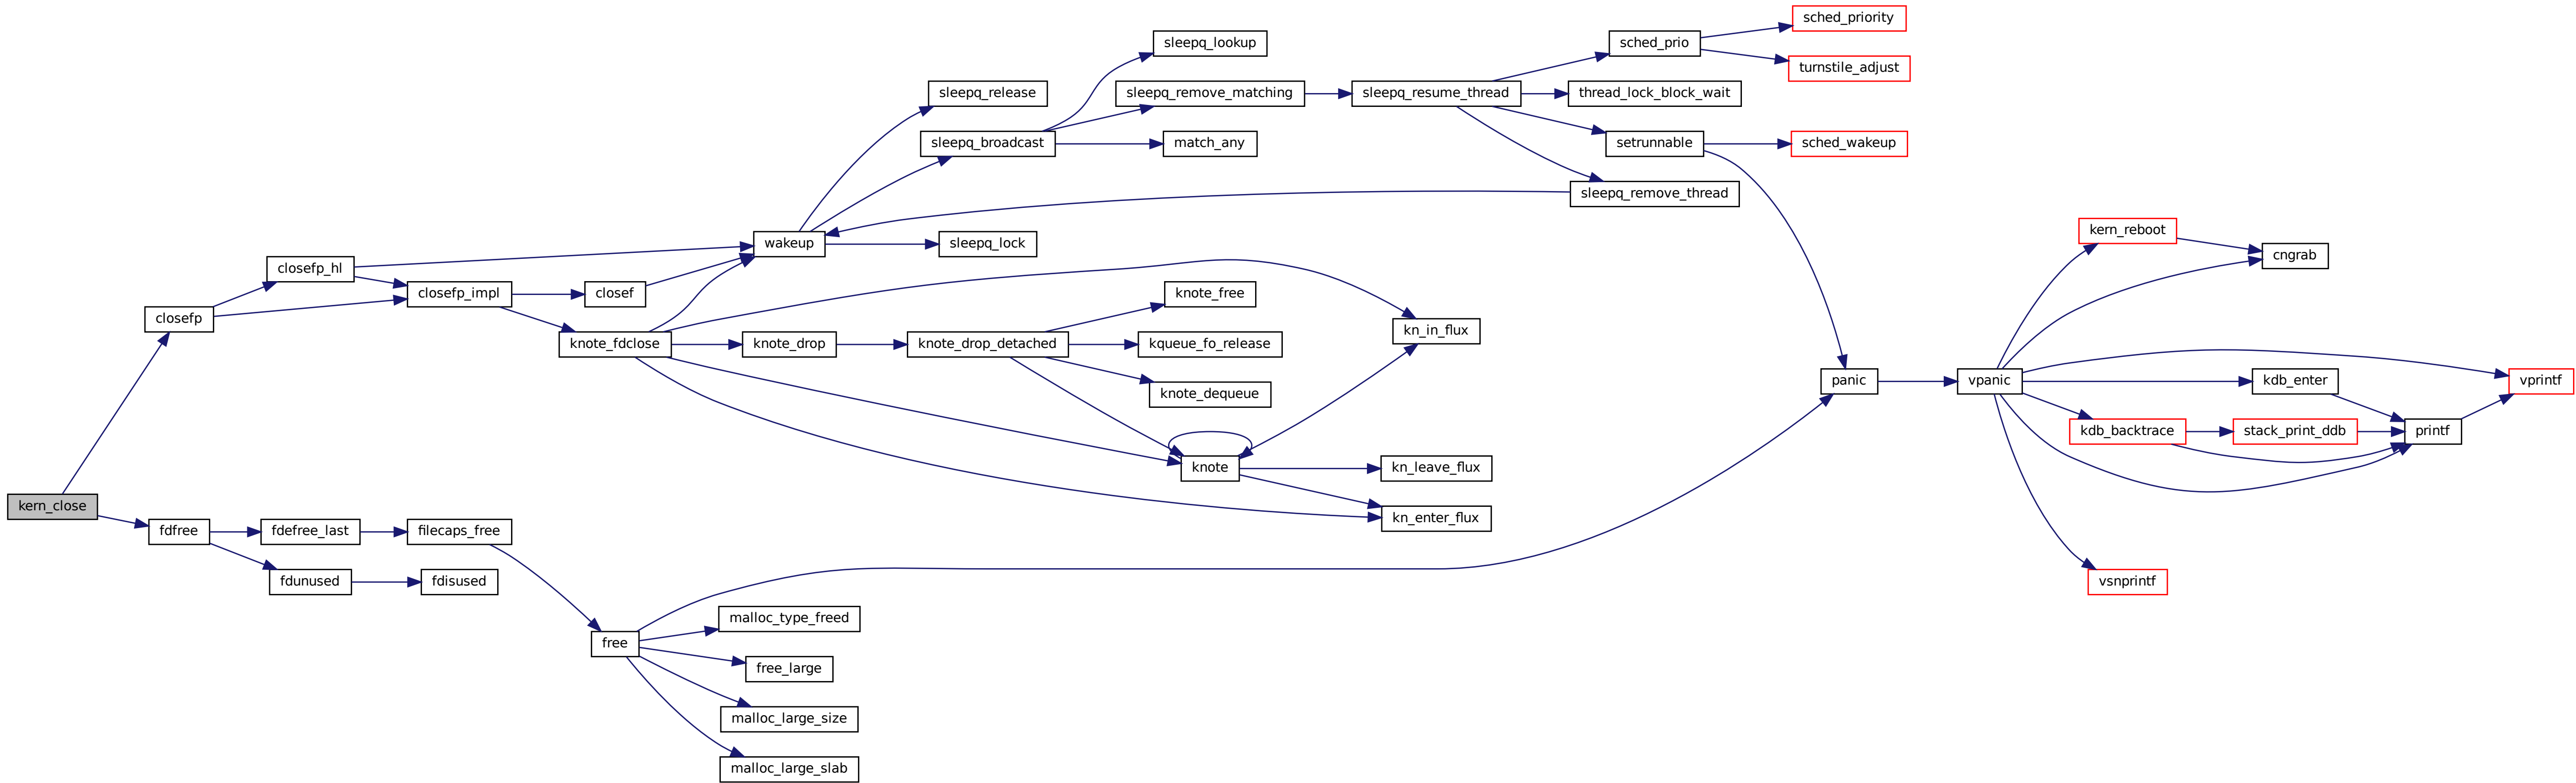 sched_priority
sleepq_lookup
sched_prio
turnstile_adjust
sleepq_release
sleepq_remove_matching
sleepq_resume_thread
thread_lock_block_wait
sleepq_broadcast
match_any
setrunnable
sched_wakeup
sleepq_remove_thread
kern_reboot
wakeup
sleepq_lock
cngrab
closefp_hl
closefp_impl
closef
knote_free
closefp
kn_in_flux
knote_fdclose
knote_drop
knote_drop_detached
kqueue_fo_release
panic
vpanic
kdb_enter
vprintf
knote_dequeue
kdb_backtrace
stack_print_ddb
printf
knote
kn_leave_flux
kern_close
kn_enter_flux
fdfree
fdefree_last
filecaps_free
fdunused
fdisused
vsnprintf
malloc_type_freed
free
free_large
malloc_large_size
malloc_large_slab